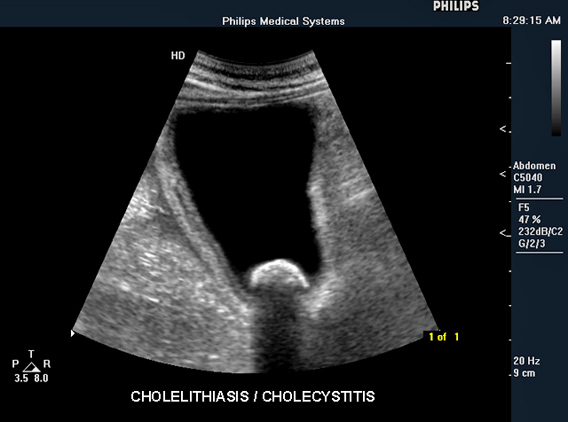 PHILIPS
Philips Medical Systems
8:29:15 AM
HD
Abdomen
C5040
MI 1.7
F5
47 %
232dB/C2
G/2/3
1 of 1
T
P R
3.5 8.0
20 Hz
9 cm
CHOLELITHIASIS / CHOLECYSTITIS